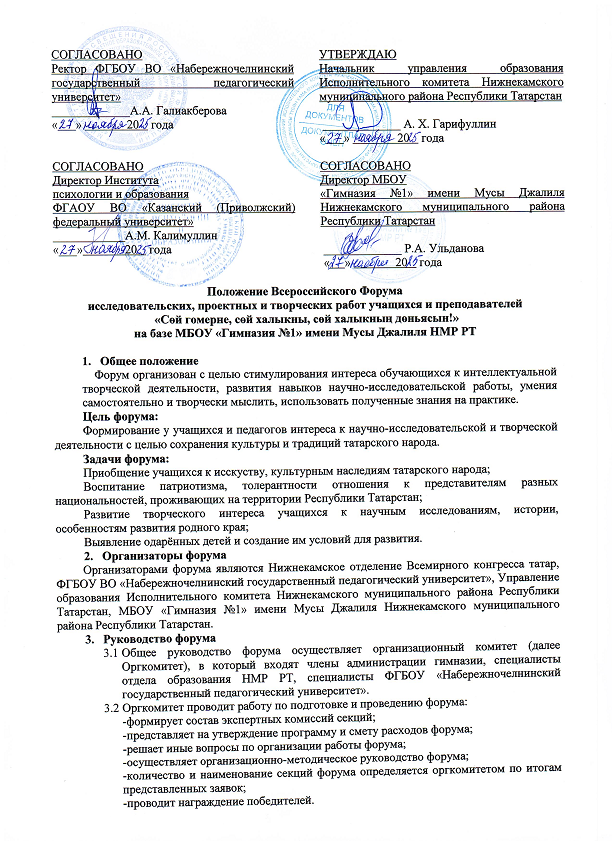 СОГЛАСОВАНО
Ректор ФГБОУ ВО «Набережночелнинский
государственный педагогический
университет»
А.А. Галиакберова
«27» ноября 2025 года
УТВЕРЖДАЮ
Начальник управления образования
Исполнительного комитета Нижнекамского
муниципального района Республики Татарстан
ДЛЯ
ДОКУМЕНТОВ
А. Х. Гарифуллин
«27» ноября 2025 года
СОГЛАСОВАНО
Директор Института
психологии и образования
ФГАОУ ВО «Казанский (Приволжский)
федеральный университет»
А.М. Калимуллин
«27» ноября 2025 года
СОГЛАСОВАНО
Директор МБОУ
«Гимназия №1» имени Мусы Джалиля
Нижнекамского муниципального района
Республики Татарстан
Р.А. Ульданова
«27» ноября 2025 года
Положение Всероссийского Форума
исследовательских, проектных и творческих работ учащихся и преподавателей
«Сөй гомерне, сөй халыкны, сөй халыкның дөньясын!»
на базе МБОУ «Гимназия №1» имени Мусы Джалиля НМР РТ
1. Общее положение
Форум организован с целью стимулирования интереса обучающихся к интеллектуальной
творческой деятельности, развития навыков научно-исследовательской работы, умения
самостоятельно и творчески мыслить, использовать полученные знания на практике.
Цель форума:
Формирование у учащихся и педагогов интереса к научно-исследовательской и творческой
деятельности с целью сохранения культуры и традиций татарского народа.
Задачи форума:
Приобщение учащихся к исскуству, культурным наследиям татарского народа;
Воспитание патриотизма, толерантности отношения к представителям разных
национальностей, проживающих на территории Республики Татарстан;
Развитие творческого интереса учащихся к научным исследованиям, истории,
особенностям развития родного края;
Выявление одарённых детей и создание им условий для развития.
2. Организаторы форума
Организаторами форума являются Нижнекамское отделение Всемирного конгресса татар,
ФГБОУ ВО «Набережночелнинский государственный педагогический университет», Управление
образования Исполнительного комитета Нижнекамского муниципального района Республики
Татарстан, МБОУ «Гимназия №1» имени Мусы Джалиля Нижнекамского муниципального
района Республики Татарстан.
3. Руководство форума
3.1 Общее руководство форума осуществляет организационный комитет (далее
Оргкомитет), в который входят члены администрации гимназии, специалисты
отдела образования НМР РТ, специалисты ФГБОУ «Набережночелнинский
государственный педагогический университет».
3.2 Оргкомитет проводит работу по подготовке и проведению форума:
-формирует состав экспертных комиссий секций;
-представляет на утверждение программу и смету расходов форума;
-решает иные вопросы по организации работы форума;
-осуществляет организационно-методическое руководство форума;
-количество и наименование секций форума определяется оргкомитетом по итогам
представленных заявок;
-проводит награждение победителей.